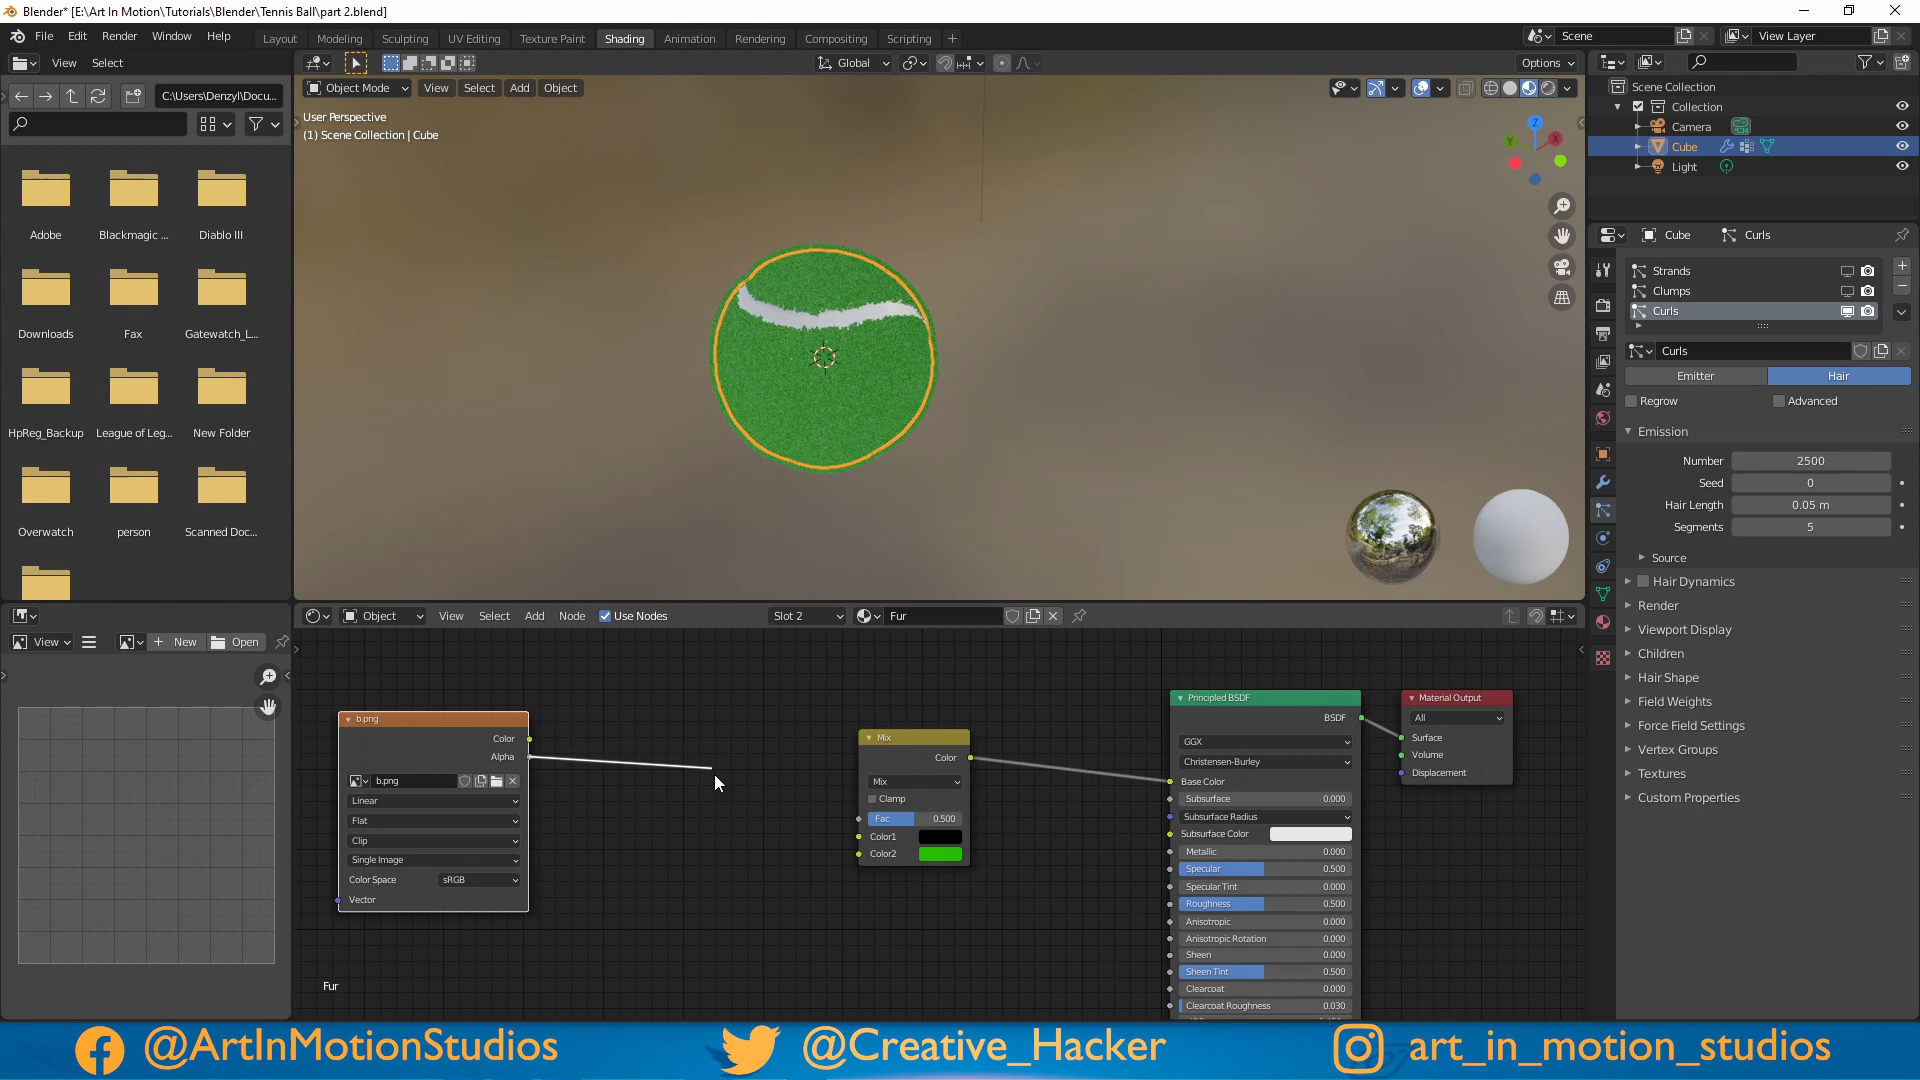 Blender* [E:\Art In Motion\Tutorials\Blender\Tennis Ball\part 2.blend]
File Edit Render Window Help
Layout Modeling Sculpting UV Editing Texture Paint Shading Animation Rendering Compositing Scripting
Scene
View Layer
View Select
C:\Users\Denzyl\Docu...
Adobe
Blackmagic ...
Diablo III
Downloads
Fax
Gatewatch_L...
HpReg_Backup
League of Leg...
New Folder
Overwatch
person
Scanned Doc...
Global
Options
Object Mode View Select Add Object
User Perspective
(1) Scene Collection | Cube
Z
X
Y
Scene Collection
Collection
Camera
Cube
Light
Cube Curls
Strands
Clumps
Curls
Curls
Emitter Hair
Regrow Advanced
Emission
Number 2500
Seed 0
Hair Length 0.05 m
Segments 5
Source
Hair Dynamics
Render
Viewport Display
Children
Hair Shape
Field Weights
Force Field Settings
Vertex Groups
Textures
Custom Properties
View New Open
Object View Select Add Node Use Nodes Slot 2 Fur
b.png
Color
Alpha
b.png
Linear
Flat
Clip
Single Image
Color Space sRGB
Vector
Mix
Color
Mix
Clamp
Fac 0.500
Color1
Color2
Principled BSDF
BSDF
GGX
Christensen-Burley
Base Color
Subsurface 0.000
Subsurface Radius
Subsurface Color
Metallic 0.000
Specular 0.500
Specular Tint 0.000
Roughness 0.500
Anisotropic 0.000
Anisotropic Rotation 0.000
Sheen 0.000
Sheen Tint 0.500
Clearcoat 0.000
Clearcoat Roughness 0.030
Material Output
All
Surface
Volume
Displacement
Fur
@ArtInMotionStudios
@Creative_Hacker
art_in_motion_studios